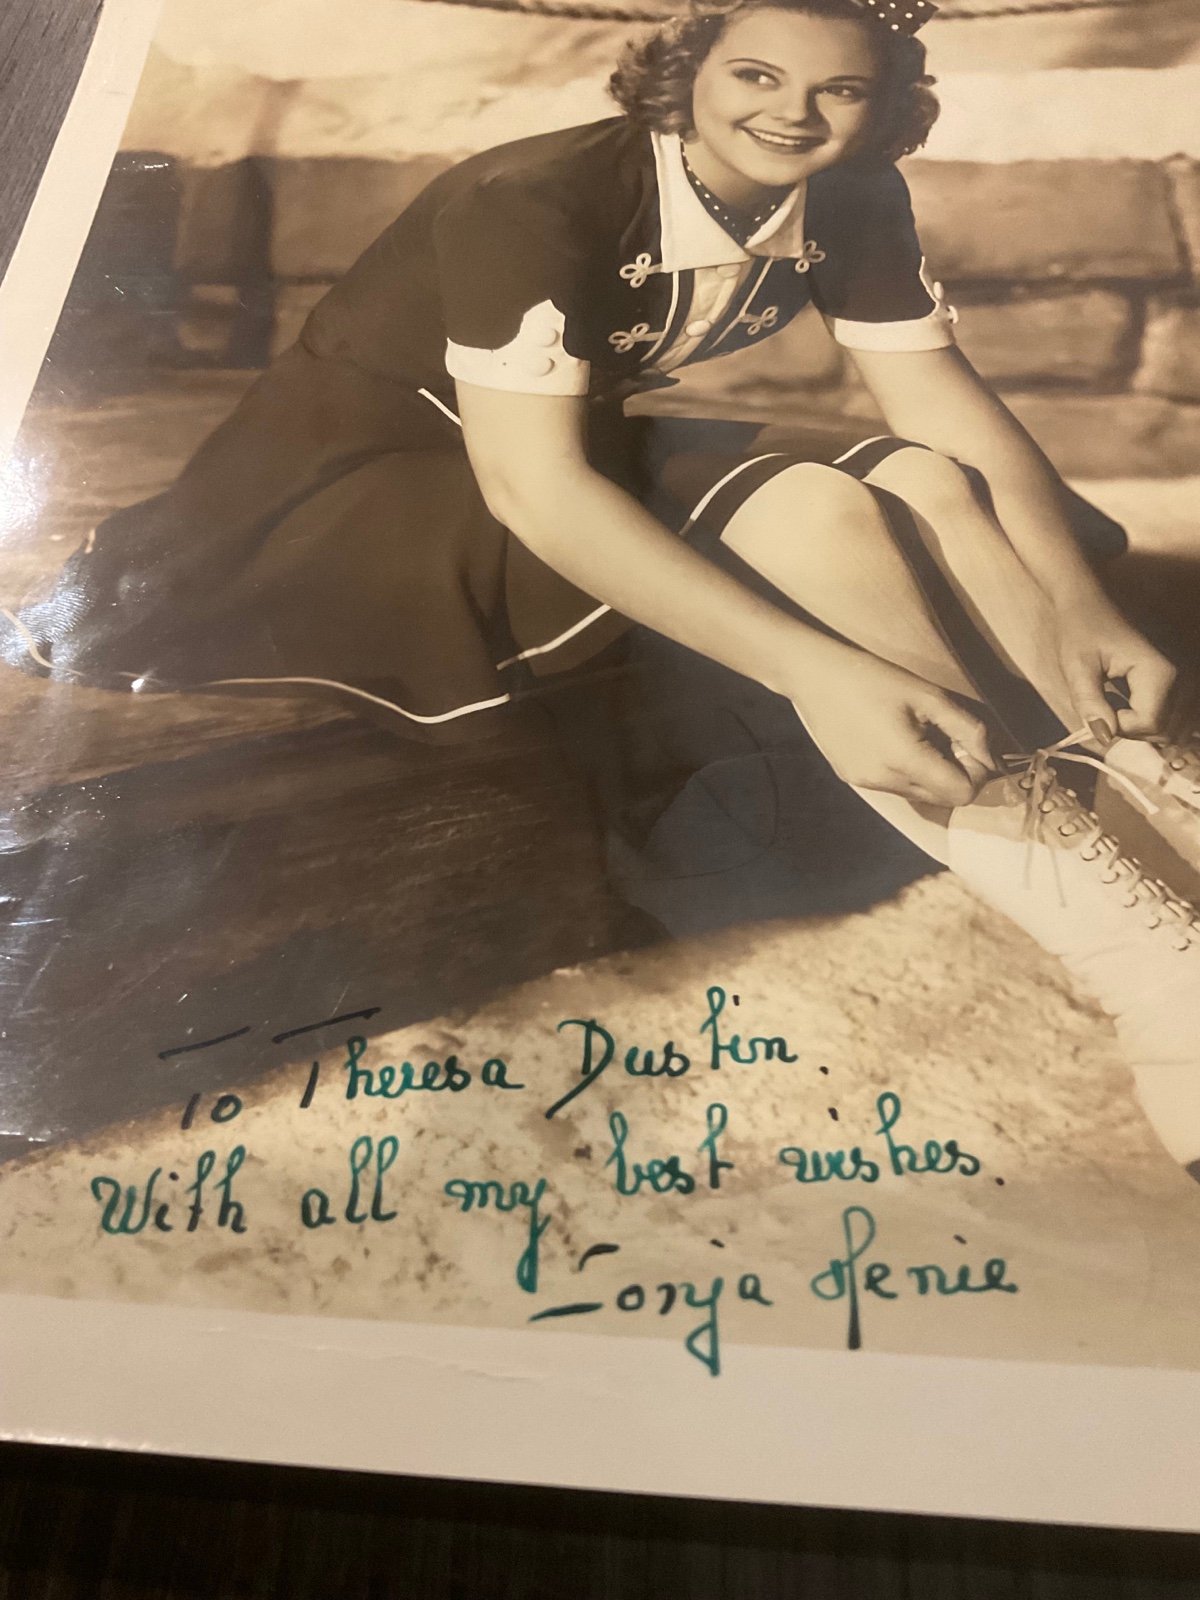 To Theresa Dustin.
With all my best wishes.
Sonja Henie